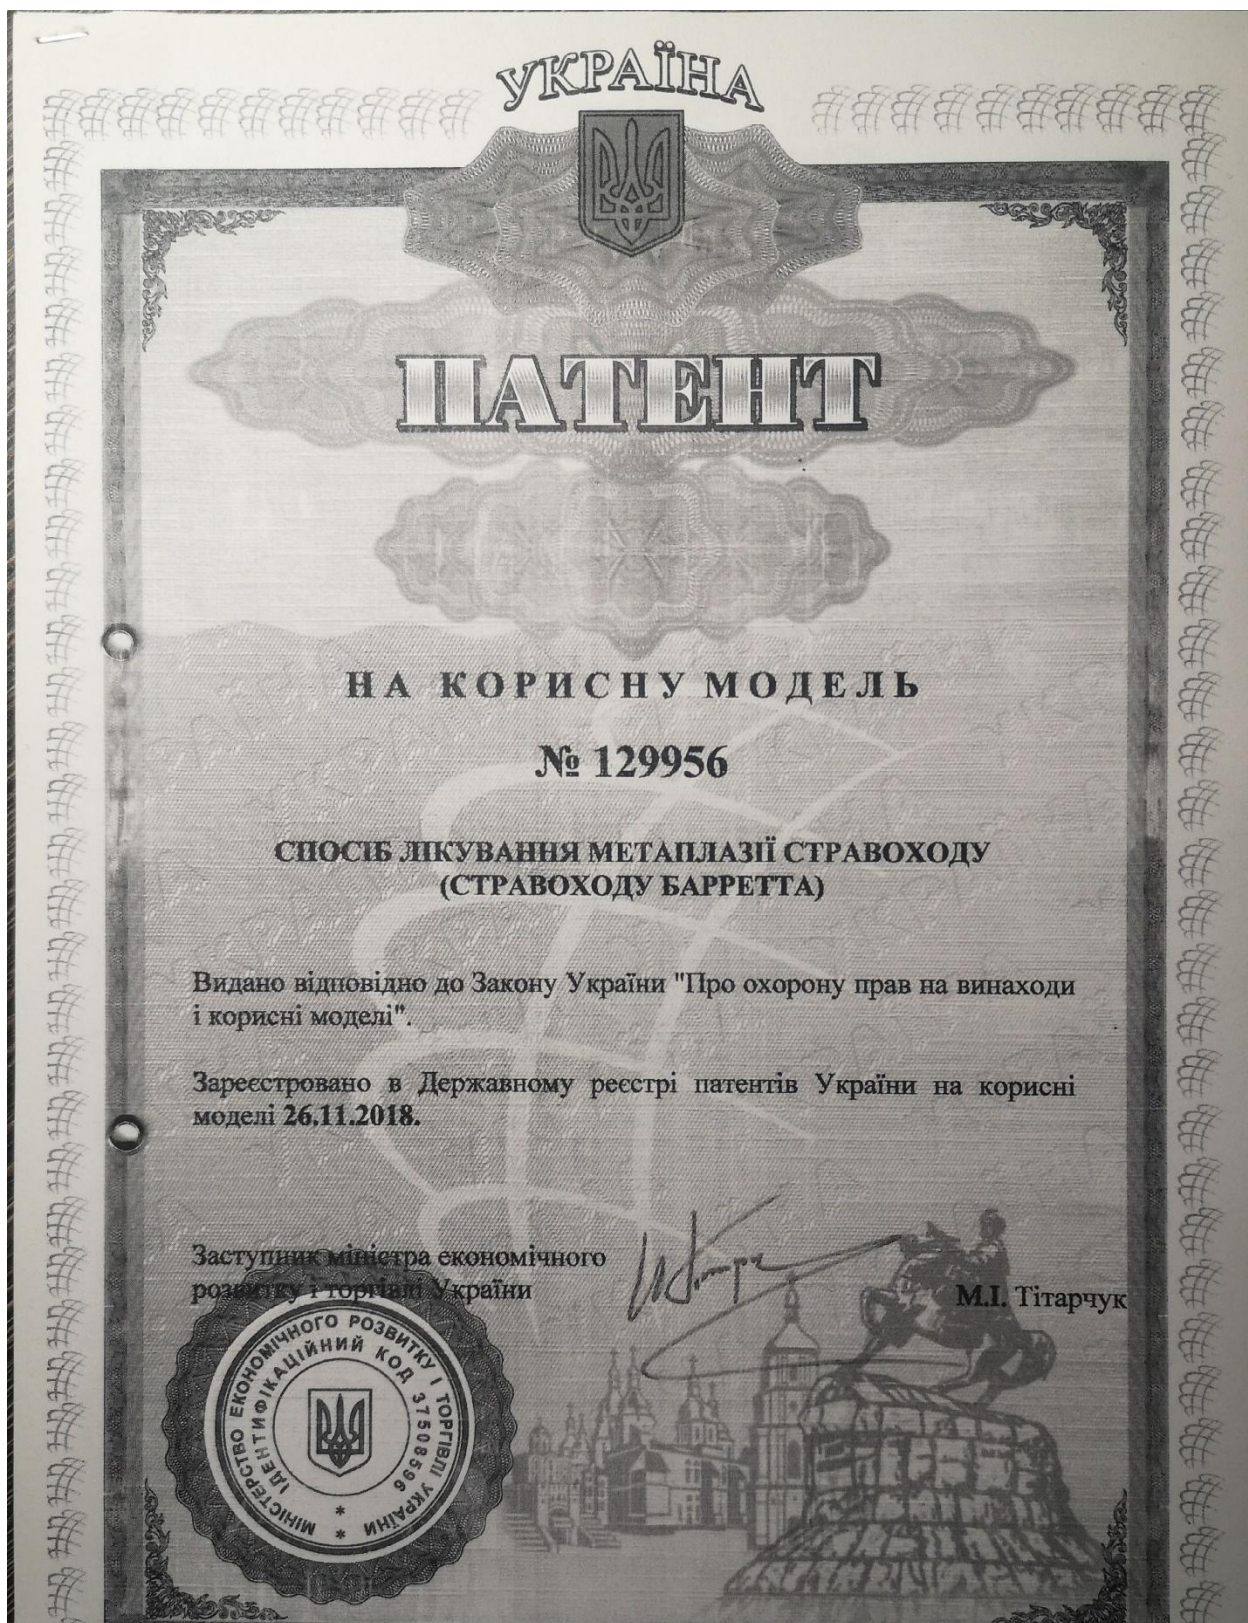 УКРАЇНА
ПАТЕНТ
НА КОРИСНУ МОДЕЛЬ
№ 129956
СПОСІБ ЛІКУВАННЯ МЕТАПЛАЗІЇ СТРАВОХОДУ
(СТРАВОХОДУ БАРРЕТТА)
Видано відповідно до Закону України "Про охорону прав на винаходи
і корисні моделі".
Зареєстровано в Державному реєстрі патентів України на корисні
моделі 26.11.2018.
Заступник міністра економічного
розвитку і торгівлі України
М.І. Тітарчук
МІНІСТЕРСТВО ЕКОНОМІЧНОГО РОЗВИТКУ І ТОРГІВЛІ УКРАЇНИ *
ІДЕНТИФІКАЦІЙНИЙ КОД 37508596 *